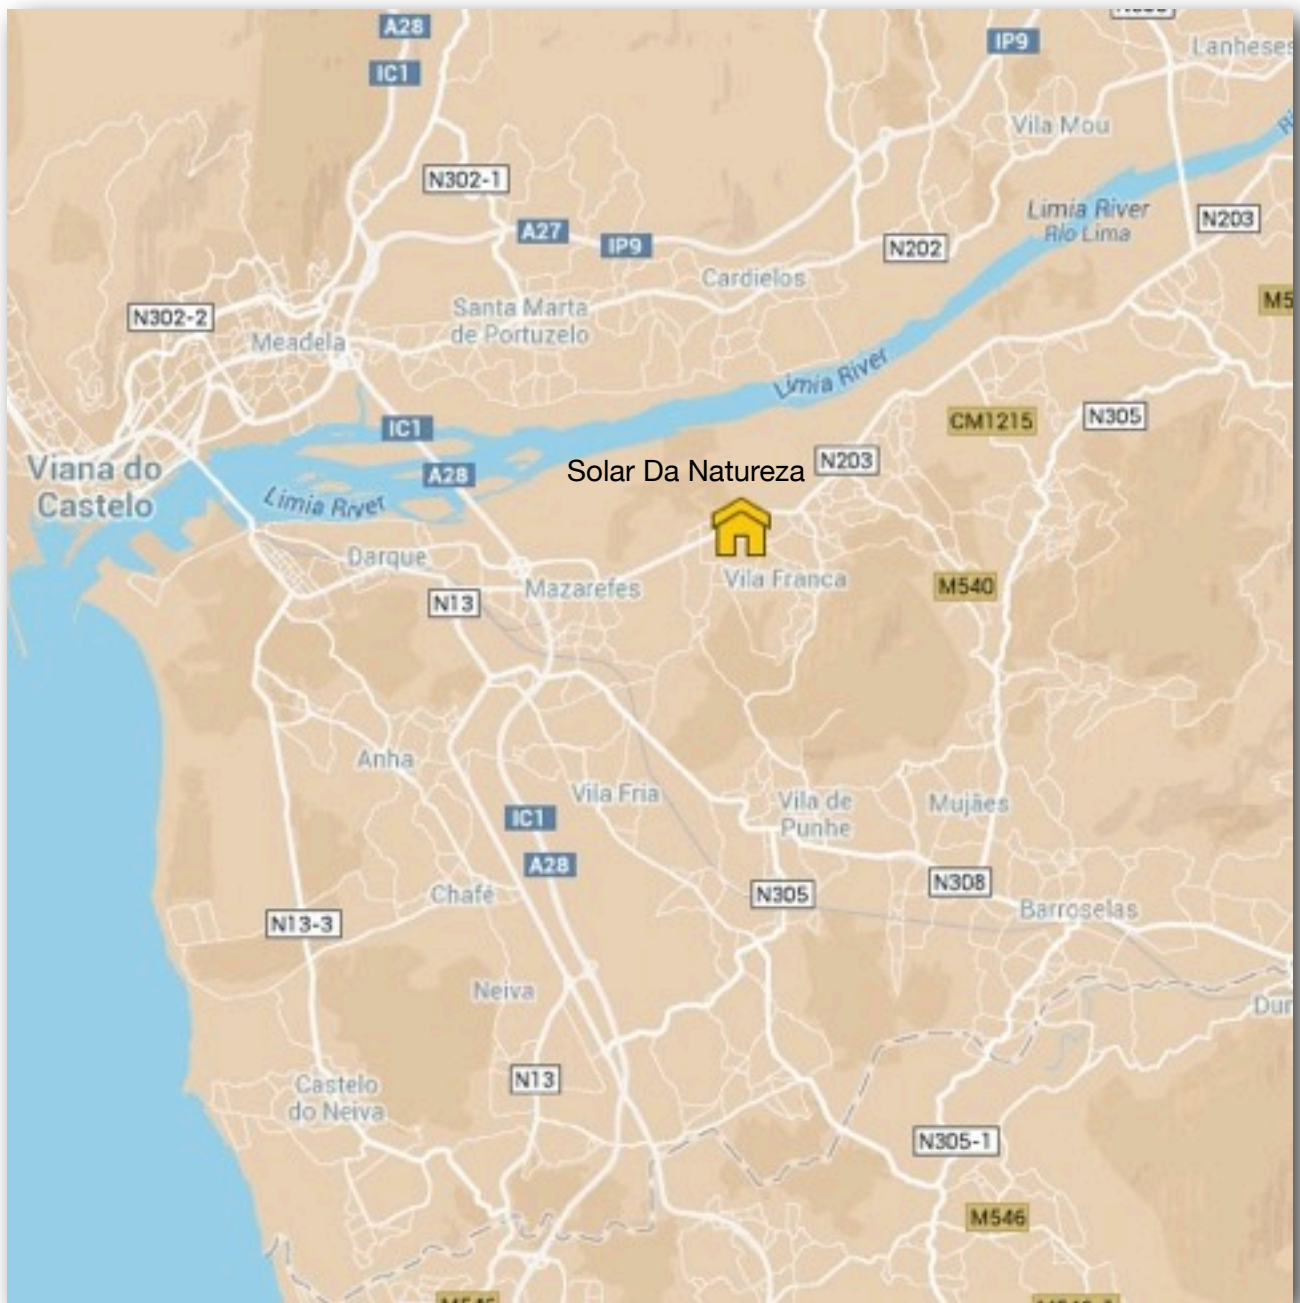 A28
IC1
IP9
Lanheses
Vila Mou
N302-1
Limia River
Rio Lima
N203
A27
IP9
N202
Cardielos
N302-2
Santa Marta
de Portuzelo
M5
Meadela
Limia River
CM1215
N305
IC1
Viana do
Castelo
A28
Solar Da Natureza
N203
Limia River
Darque
Mazarefes
Vila Franca
M540
N13
Anha
Vila Fria
Vila de
Punhe
Mujães
IC1
A28
Chafé
N305
N308
Barroselas
N13-3
Neiva
Dur
N13
Castelo
do Neiva
N305-1
M546